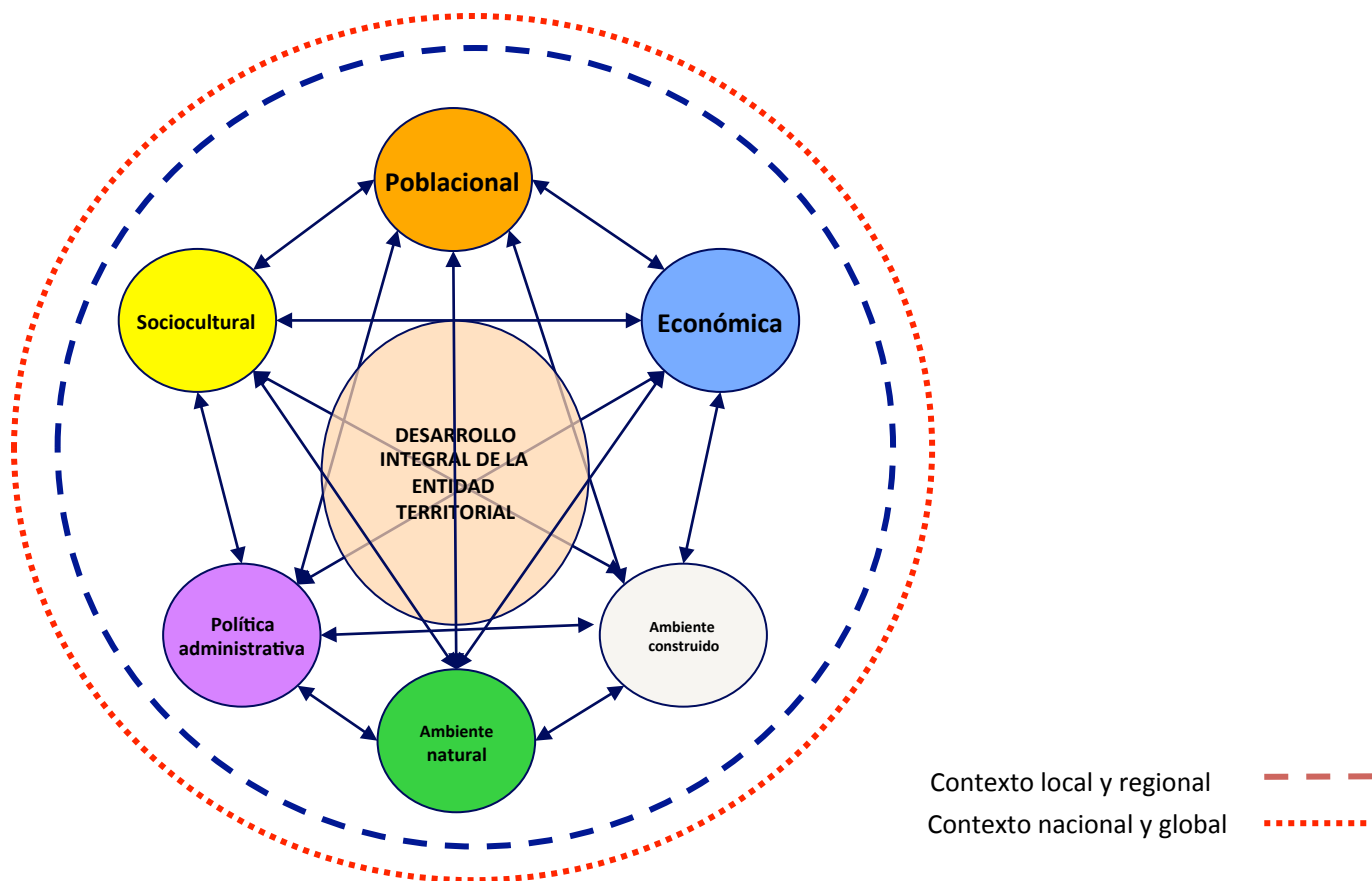 Poblacional
Sociocultural
Económica
DESARROLLO
INTEGRAL DE LA
ENTIDAD
TERRITORIAL
Política
administrativa
Ambiente
construido
Ambiente
natural
Contexto local y regional
Contexto nacional y global